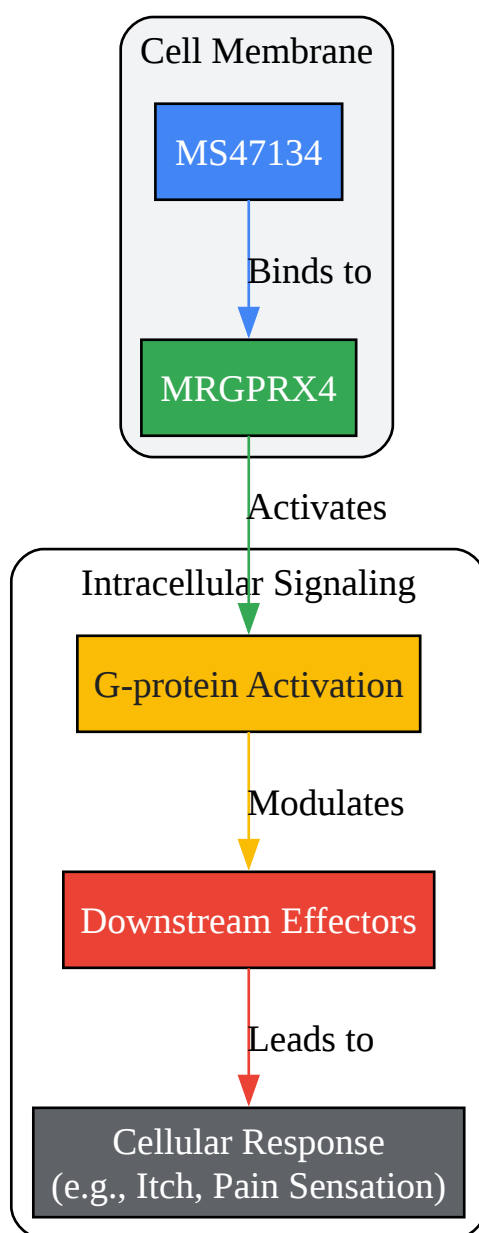 Cell Membrane
MS47134
Binds to
MRGPRX4
Activates
Intracellular Signaling
G-protein Activation
Modulates
Downstream Effectors
Leads to
Cellular Response
(e.g., Itch, Pain Sensation)